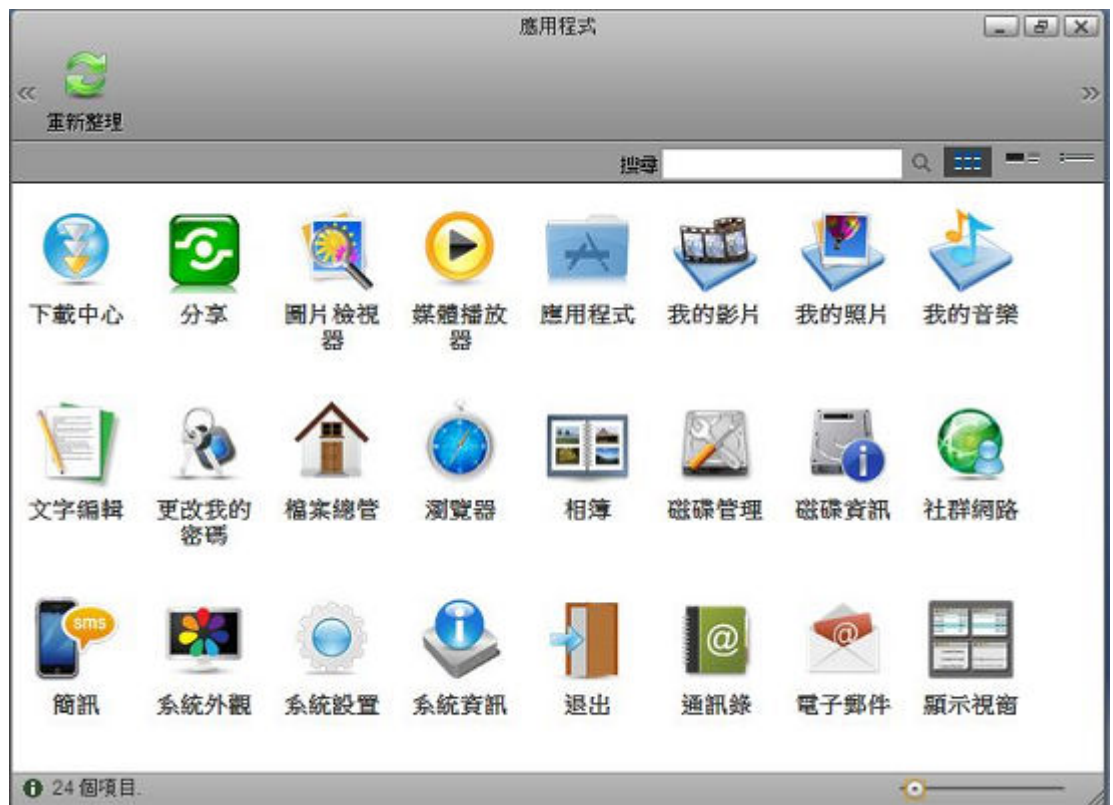 應用程式
重新整理
搜尋
下載中心 分享 圖片檢視器 媒體播放器 應用程式 我的影片 我的照片 我的音樂
文字編輯 更改我的密碼 檔案總管 瀏覽器 相簿 磁碟管理 磁碟資訊 社群網路
sms
@
@
簡訊 系統外觀 系統設置 系統資訊 退出 通訊錄 電子郵件 顯示視窗
24 個項目.